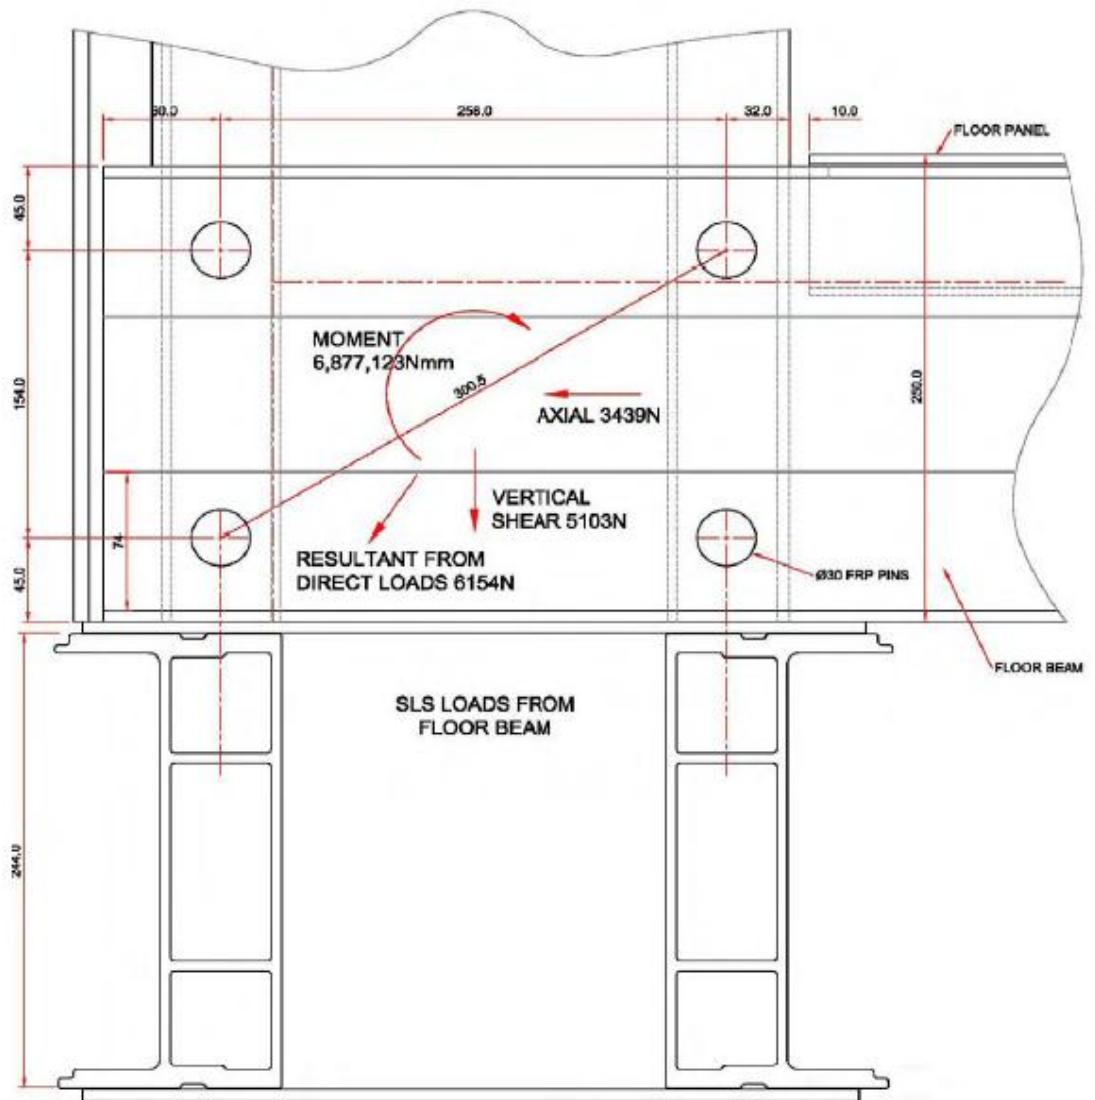 60.0
258.0
32.0
10.0
FLOOR PANEL
45.0
MOMENT
6,877,123Nmm
300.5
AXIAL 3439N
154.0
250.0
VERTICAL
SHEAR 5103N
74
RESULTANT FROM
DIRECT LOADS 6154N
45.0
Ø30 FRP PINS
FLOOR BEAM
SLS LOADS FROM
FLOOR BEAM
244.0